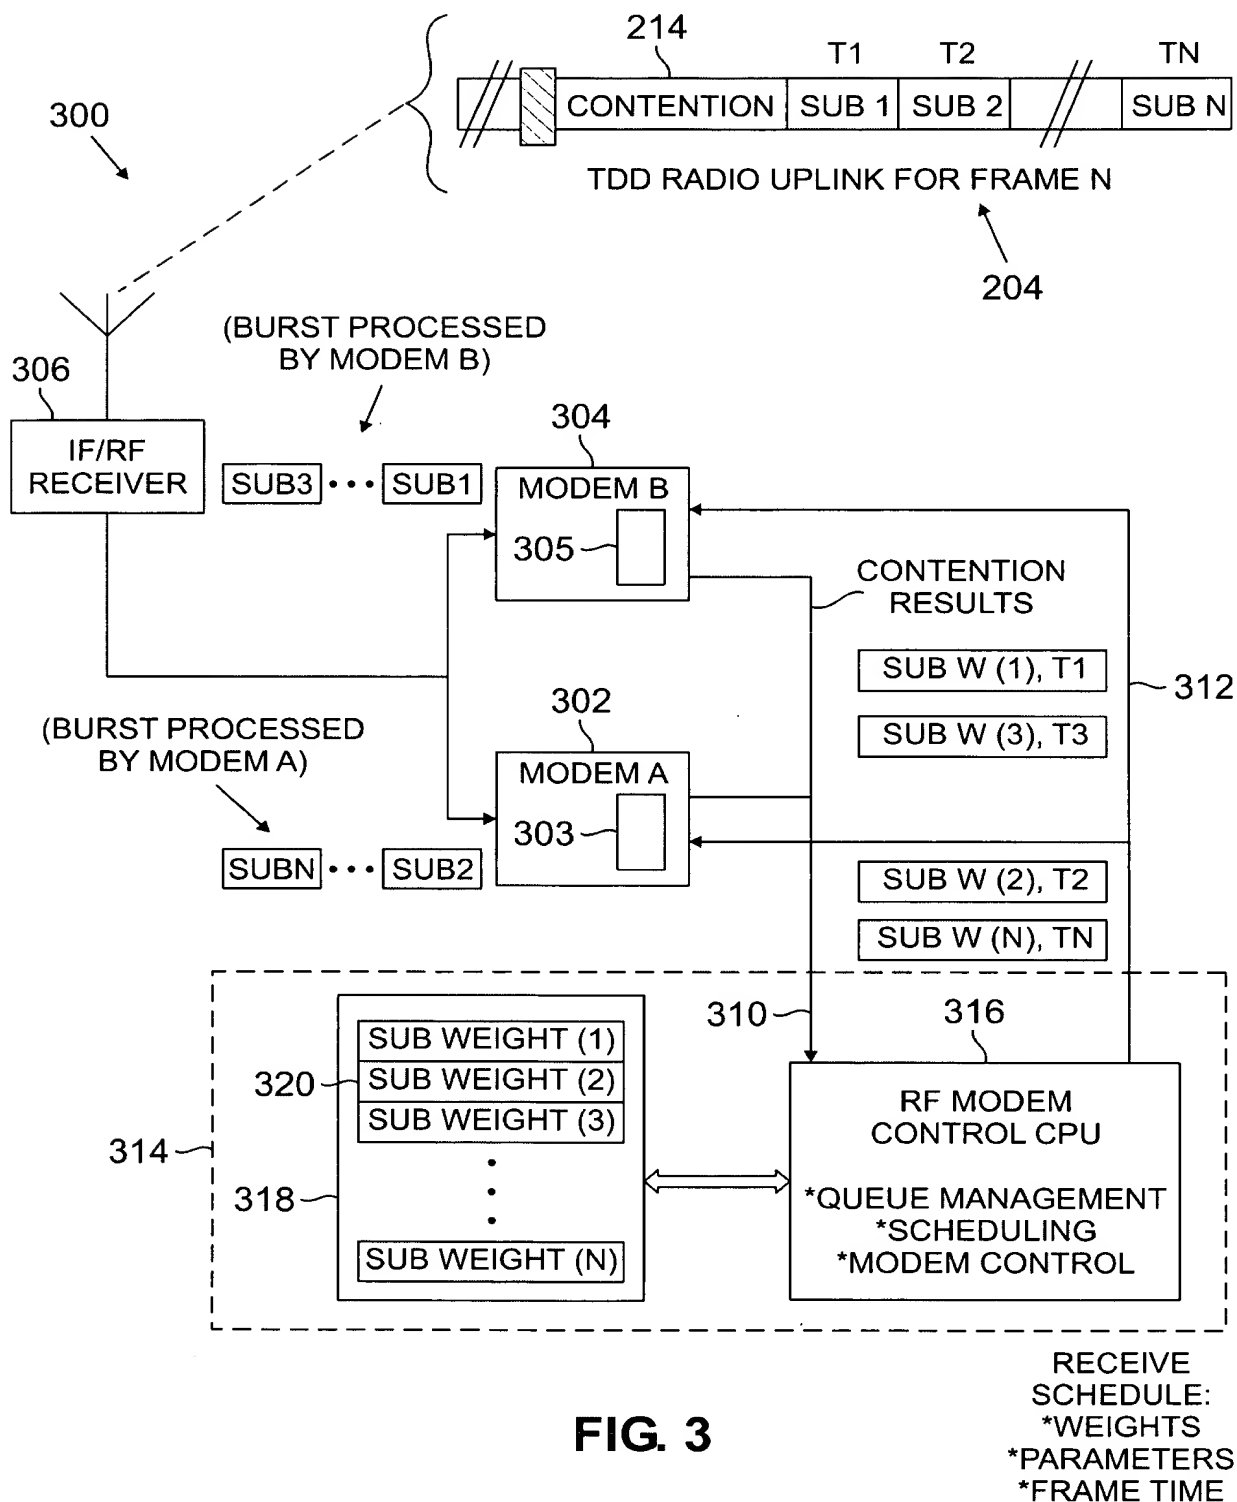 214
T1 T2 TN
CONTENTION SUB 1 SUB 2 SUB N
300
TDD RADIO UPLINK FOR FRAME N
204
(BURST PROCESSED
BY MODEM B)
306
IF/RF
RECEIVER
SUB3 ••• SUB1
304
MODEM B
305
CONTENTION
RESULTS
SUB W (1), T1
312
SUB W (3), T3
(BURST PROCESSED
BY MODEM A)
302
MODEM A
303
SUBN ••• SUB2
SUB W (2), T2
SUB W (N), TN
310
316
SUB WEIGHT (1)
320
SUB WEIGHT (2)
SUB WEIGHT (3)
314
318
SUB WEIGHT (N)
RF MODEM
CONTROL CPU
*QUEUE MANAGEMENT
*SCHEDULING
*MODEM CONTROL
RECEIVE
SCHEDULE:
*WEIGHTS
*PARAMETERS
*FRAME TIME
FIG. 3